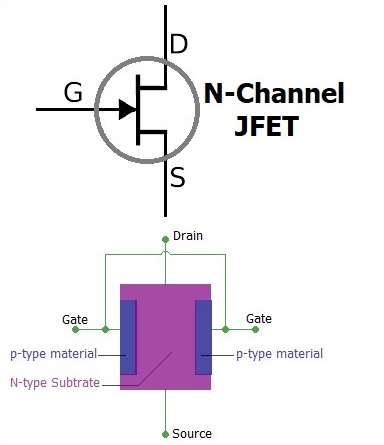 D
G
N-Channel
JFET
S
Drain
Gate
Gate
p-type material
p-type material
N-type Subtrate
Source